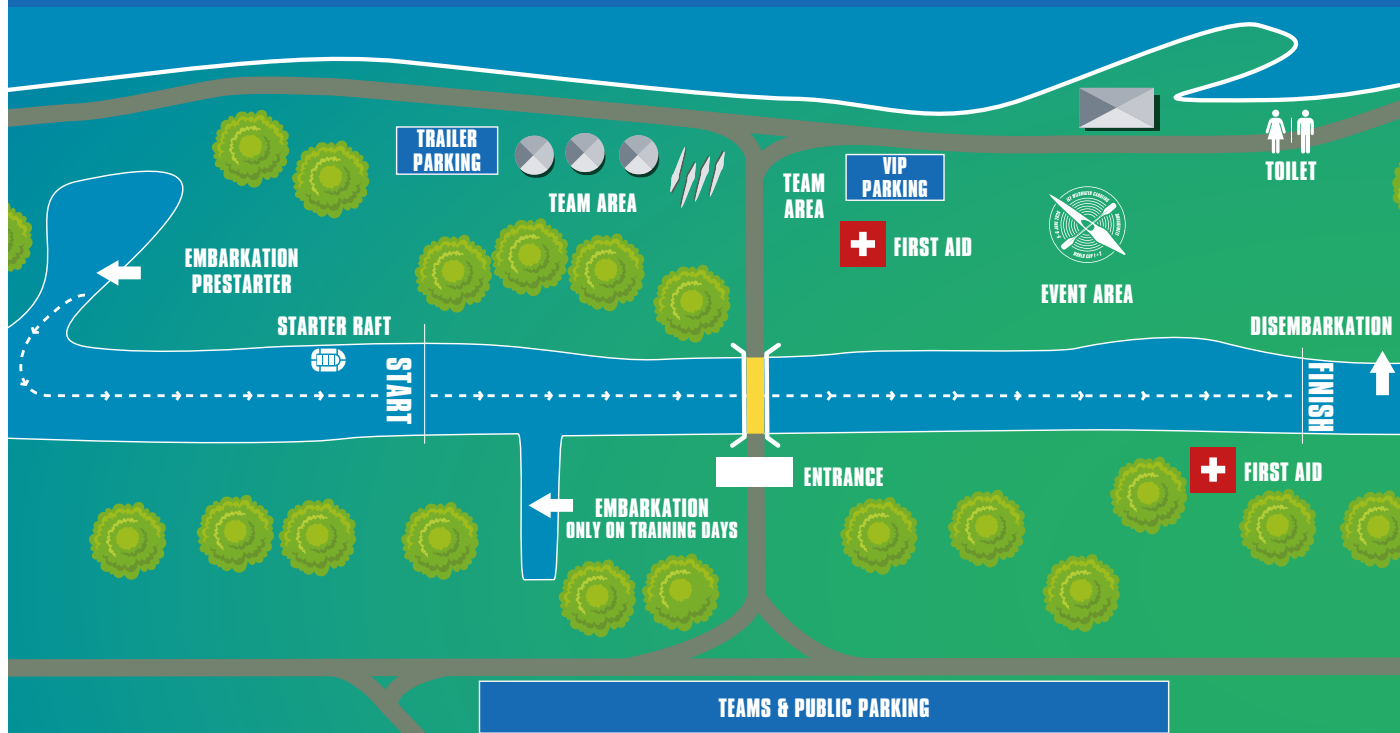 TRAILER
PARKING
TEAM AREA
TEAM
AREA
VIP
PARKING
FIRST AID
TOILET
EVENT AREA
EMBARKATION
PRESTARTER
STARTER RAFT
START
DISEMBARKATION
FINISH
ENTRANCE
FIRST AID
EMBARKATION
ONLY ON TRAINING DAYS
TEAMS & PUBLIC PARKING